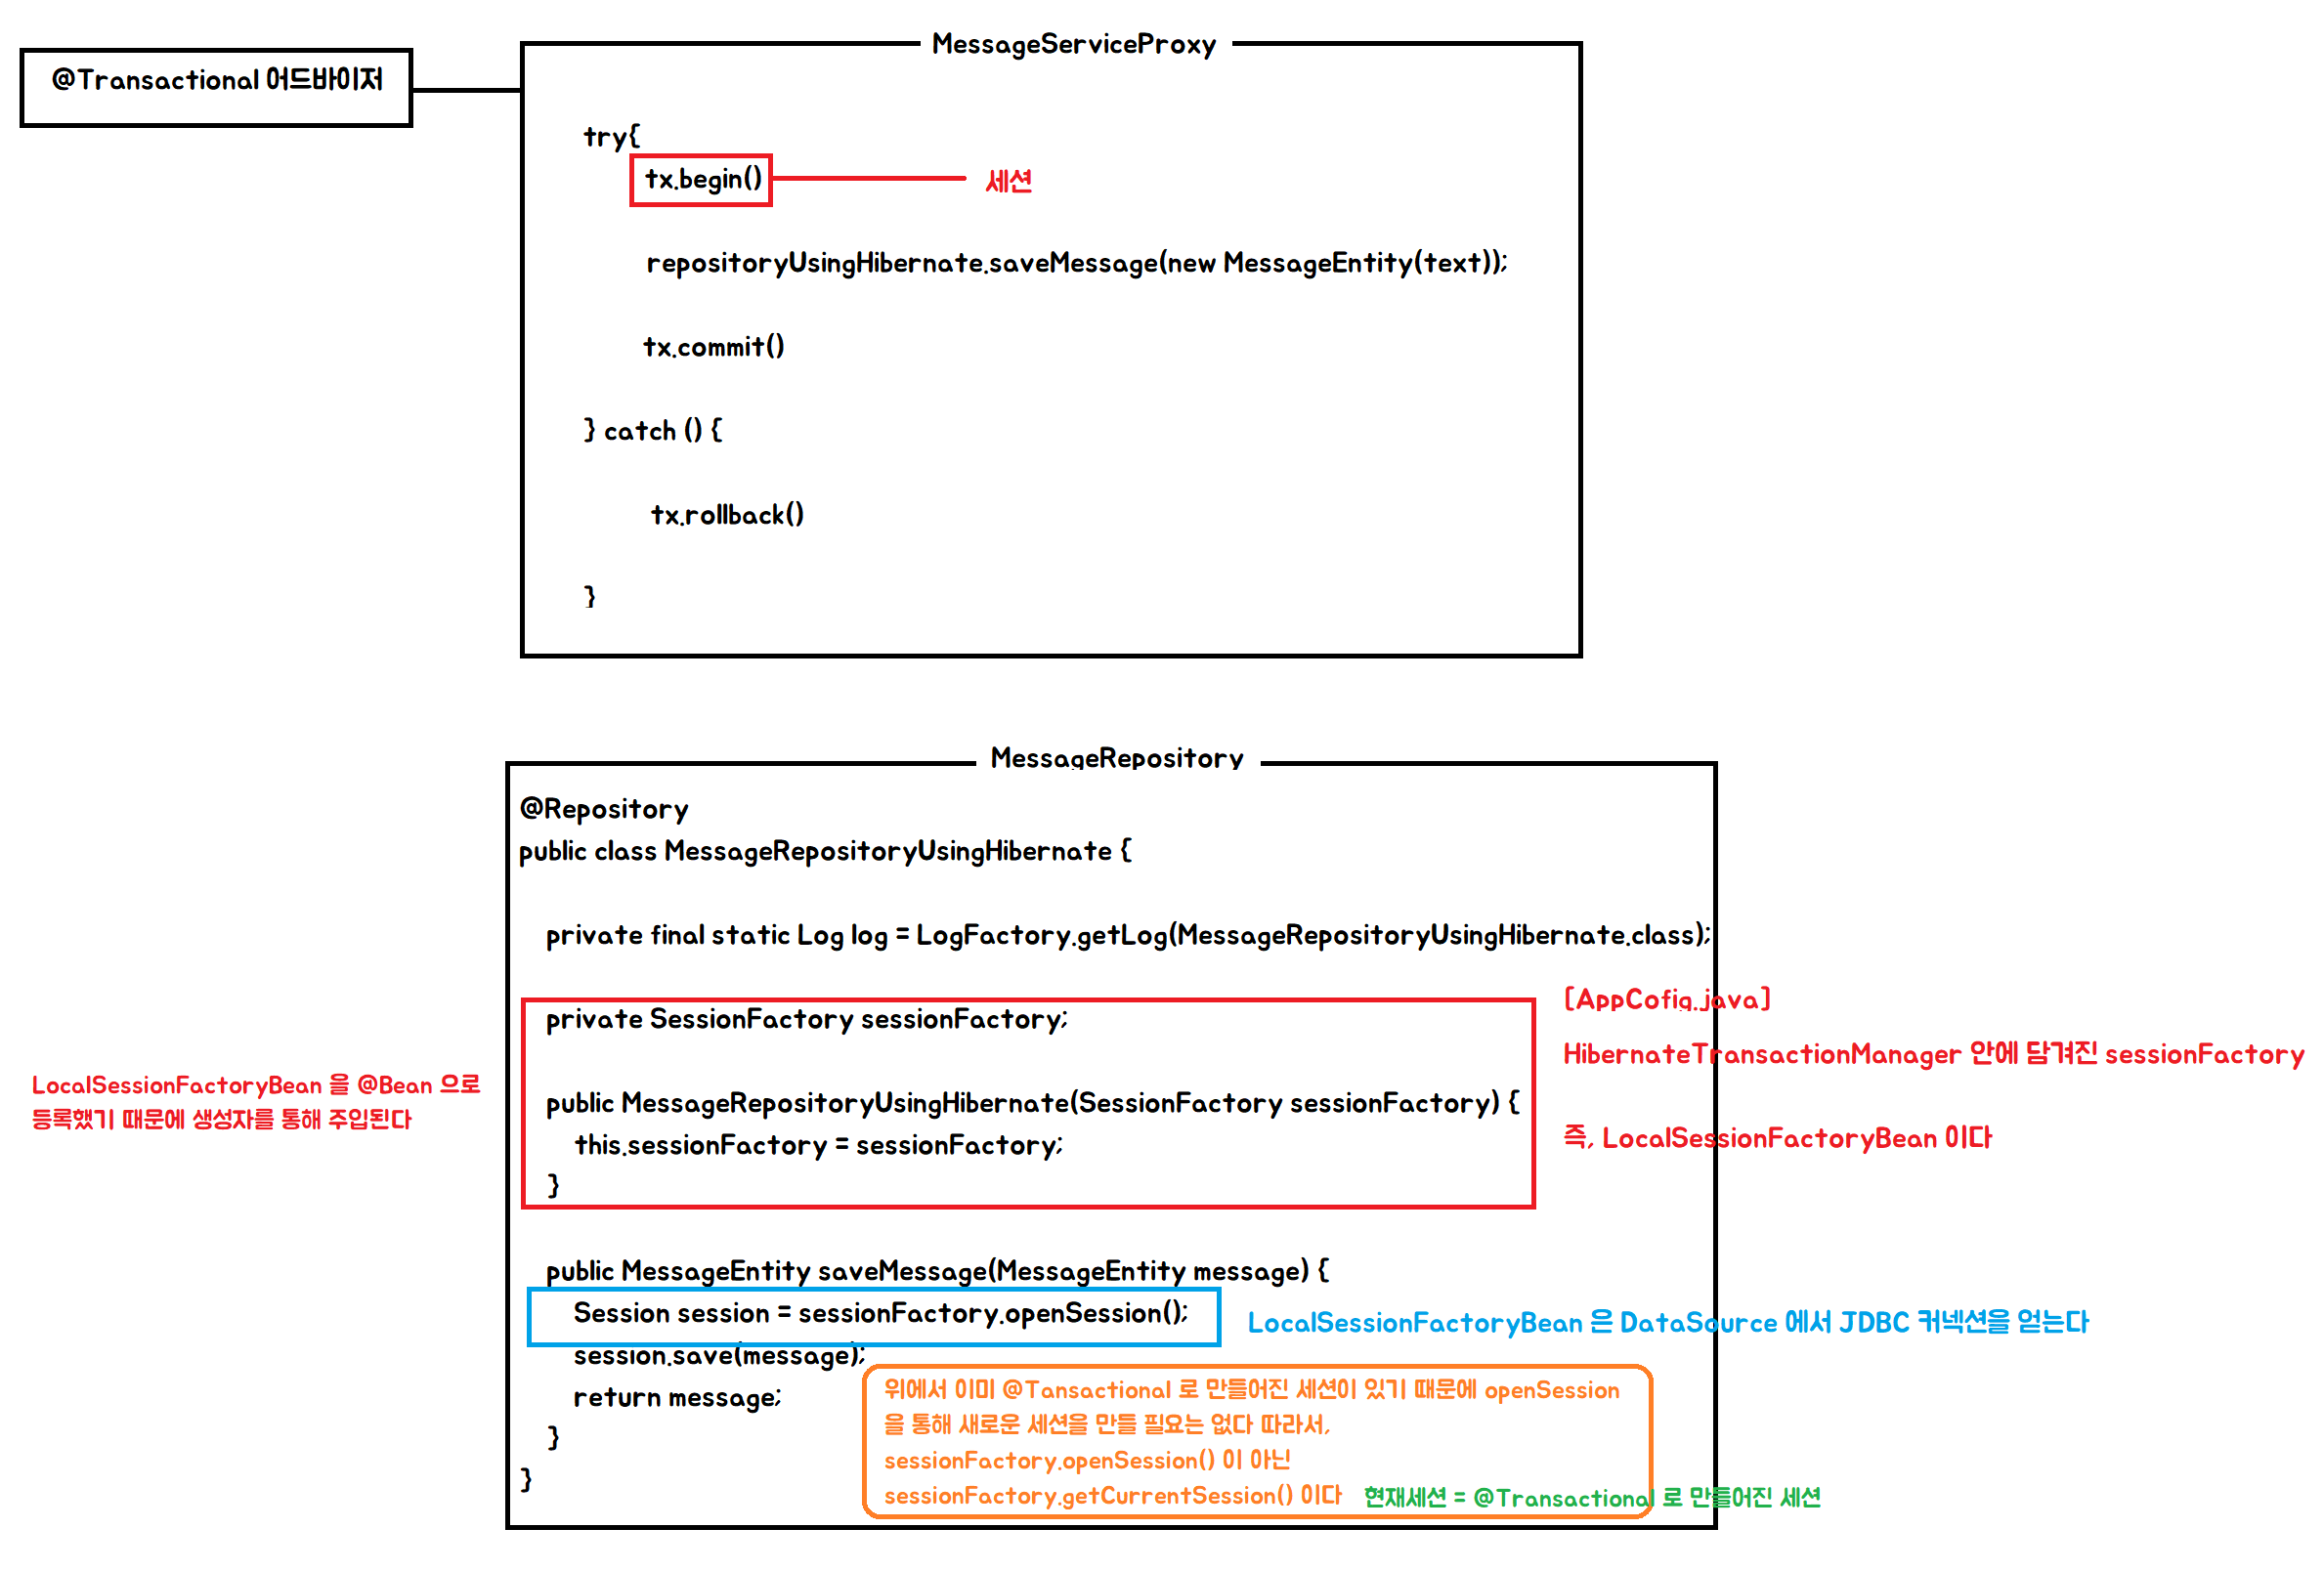 MessageServiceProxy
@Transactional 어드바이저
try{
tx.begin()
세션
repositoryUsingHibernate.saveMessage(new MessageEntity(text));
tx.commit()
} catch () {
tx.rollback()
}
MessageRepository
@Repository
public class MessageRepositoryUsingHibernate {
private final static Log log = LogFactory.getLog(MessageRepositoryUsingHibernate.class);
[AppCofig.java]
private SessionFactory sessionFactory;
HibernateTransactionManager 안에 담겨진 sessionFactory
LocalSessionFactoryBean 을 @Bean 으로
등록했기 때문에 생성자를 통해 주입된다
public MessageRepositoryUsingHibernate(SessionFactory sessionFactory) {
this.sessionFactory = sessionFactory;
즉, LocalSessionFactoryBean 이다
}
public MessageEntity saveMessage(MessageEntity message) {
Session session = sessionFactory.openSession();
LocalSessionFactoryBean 은 DataSource 에서 JDBC 커넥션을 얻는다
session.save(message);
return message;
}
}
위에서 이미 @Tansactional 로 만들어진 세션이 있기 때문에 openSession
을 통해 새로운 세션을 만들 필요는 없다 따라서,
sessionFactory.openSession() 이 아닌
sessionFactory.getCurrentSession() 이다
현재세션 = @Transactional 로 만들어진 세션